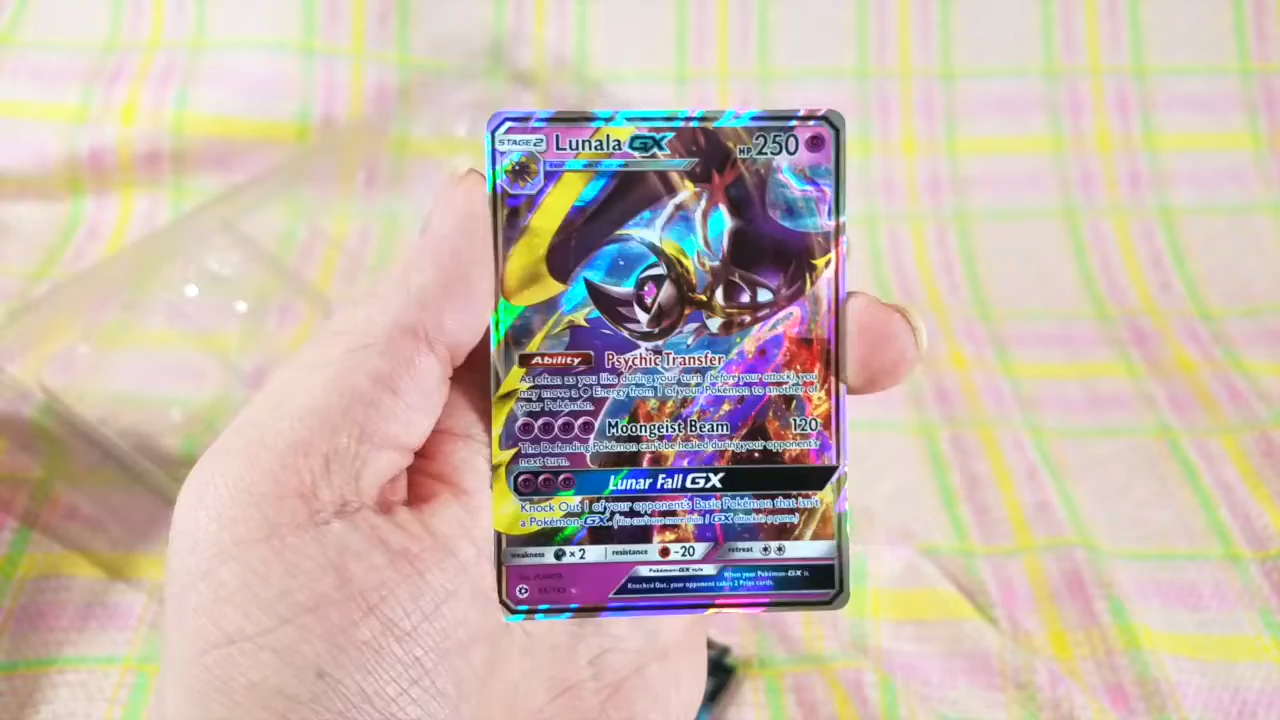 STAGE 2 Lunala GX HP 250
Ability Psychic Transfer
As often as you like during your turn (before your attack), you
may move a Energy from 1 of your Pokémon to another of
your Pokémon.
Moongeist Beam 120
The Defending Pokémon can't be healed during your opponent's
next turn.
Lunar Fall GX
Knock Out 1 of your opponent's Basic Pokémon that isn't
a Pokémon-GX. (You can't use more than 1 GX attack in a game.)
weakness ×2 resistance -20 retreat
Pokémon-GX rule When your Pokémon-GX is
Knocked Out, your opponent takes 2 Prize cards.